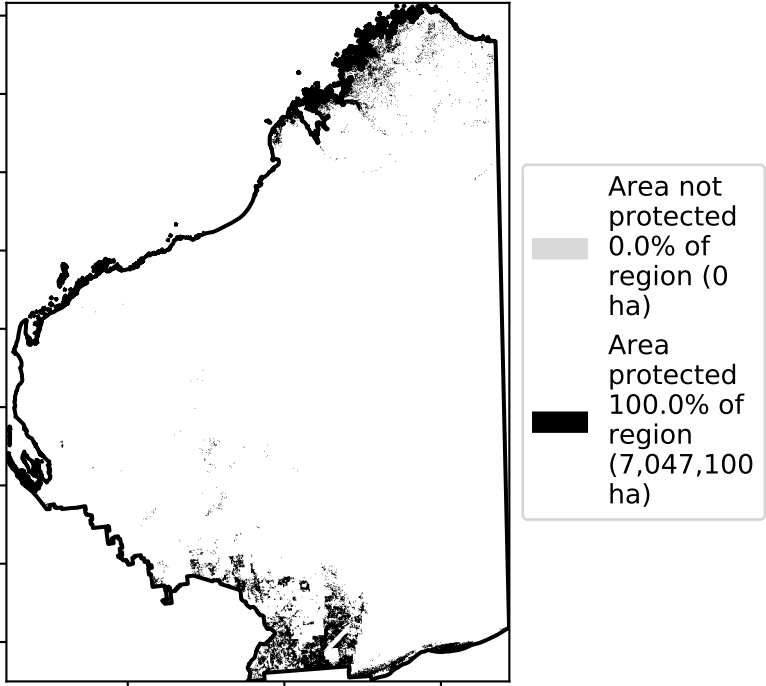 Area not
protected
0.0% of
region (0
ha)
Area
protected
100.0% of
region
(7,047,100
ha)